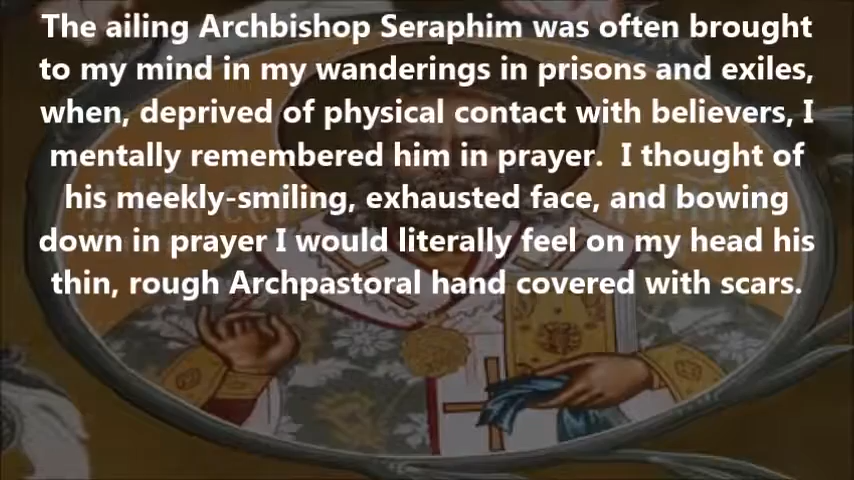 The ailing Archbishop Seraphim was often brought
to my mind in my wanderings in prisons and exiles,
when, deprived of physical contact with believers, I
mentally remembered him in prayer.  I thought of
his meekly-smiling, exhausted face, and bowing
down in prayer I would literally feel on my head his
thin, rough Archpastoral hand covered with scars.